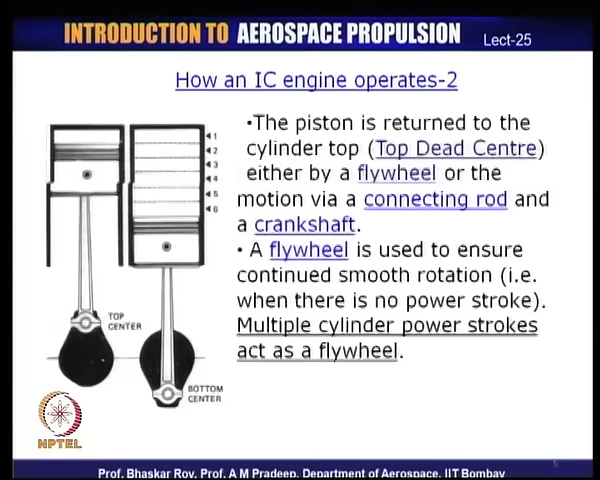 INTRODUCTION TO AEROSPACE PROPULSION
Lect-25
How an IC engine operates-2
•The piston is returned to the
cylinder top (Top Dead Centre)
either by a flywheel or the
motion via a connecting rod and
a crankshaft.
• A flywheel is used to ensure
continued smooth rotation (i.e.
when there is no power stroke).
Multiple cylinder power strokes
act as a flywheel.
1
2
3
4
5
6
TOP
CENTER
BOTTOM
CENTER
NPTEL
Prof. Bhaskar Roy, Prof. A M Pradeep, Department of Aerospace, IIT Bombay